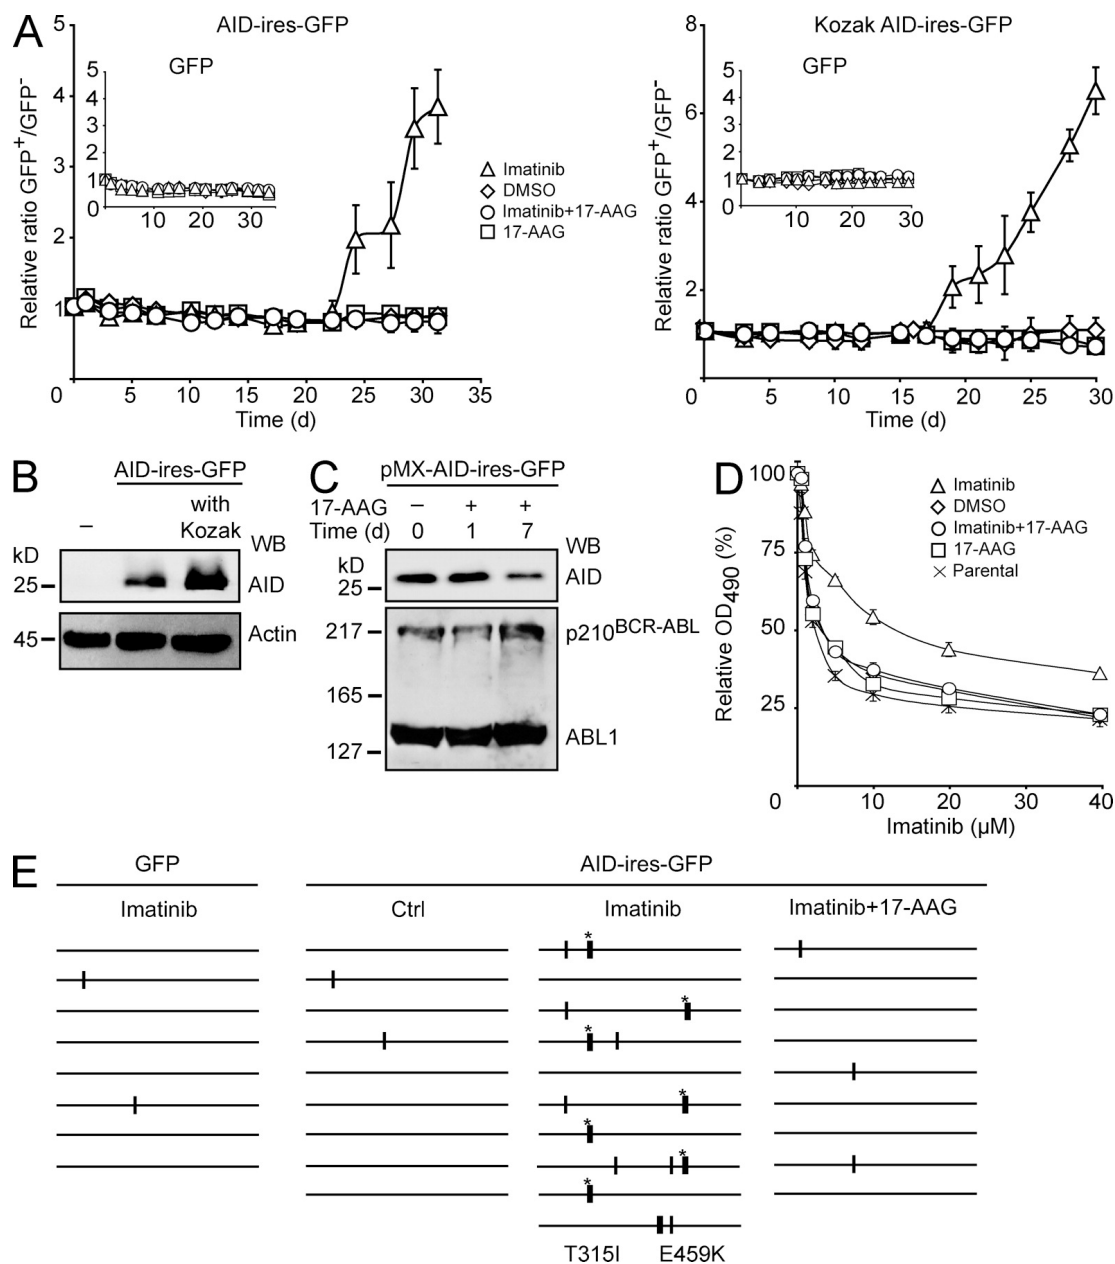 A
AID-ires-GFP
Relative ratio GFP+/GFP-
5
4
3
2
1
0 5 10 15 20 25 30 35
Time (d)
GFP
5
4
3
2
1
0
10 20 30
Imatinib
DMSO
Imatinib+17-AAG
17-AAG
Kozak AID-ires-GFP
Relative ratio GFP+/GFP-
8
6
4
2
0 5 10 15 20 25 30
Time (d)
GFP
5
4
3
2
1
0
10 20 30
B
AID-ires-GFP
– with
Kozak
kD WB
25 AID
45 Actin
C
pMX-AID-ires-GFP
17-AAG – + +
Time (d) 0 1 7
kD WB
25 AID
217 p210BCR-ABL
165
127 ABL1
D
Relative OD490 (%)
100
75
50
25
0 10 20 30 40
Imatinib (µM)
Imatinib
DMSO
Imatinib+17-AAG
17-AAG
Parental
E
GFP AID-ires-GFP
Imatinib Ctrl Imatinib Imatinib+17-AAG
*
*
*
*
*
*
*
T315I E459K